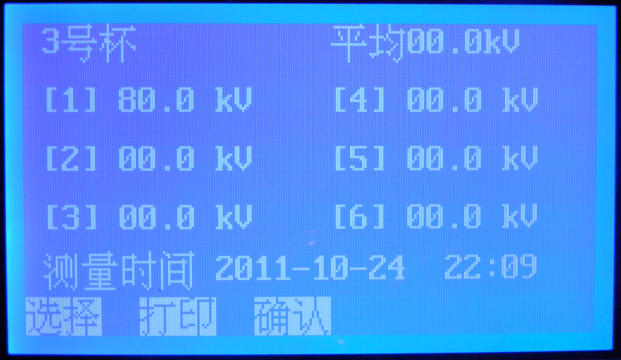 3号杯 平均00.0kV
[1] 80.0 kV [4] 00.0 kV
[2] 00.0 kV [5] 00.0 kV
[3] 00.0 kV [6] 00.0 kV
测量时间 2011-10-24 22:09
选择 打印 确认